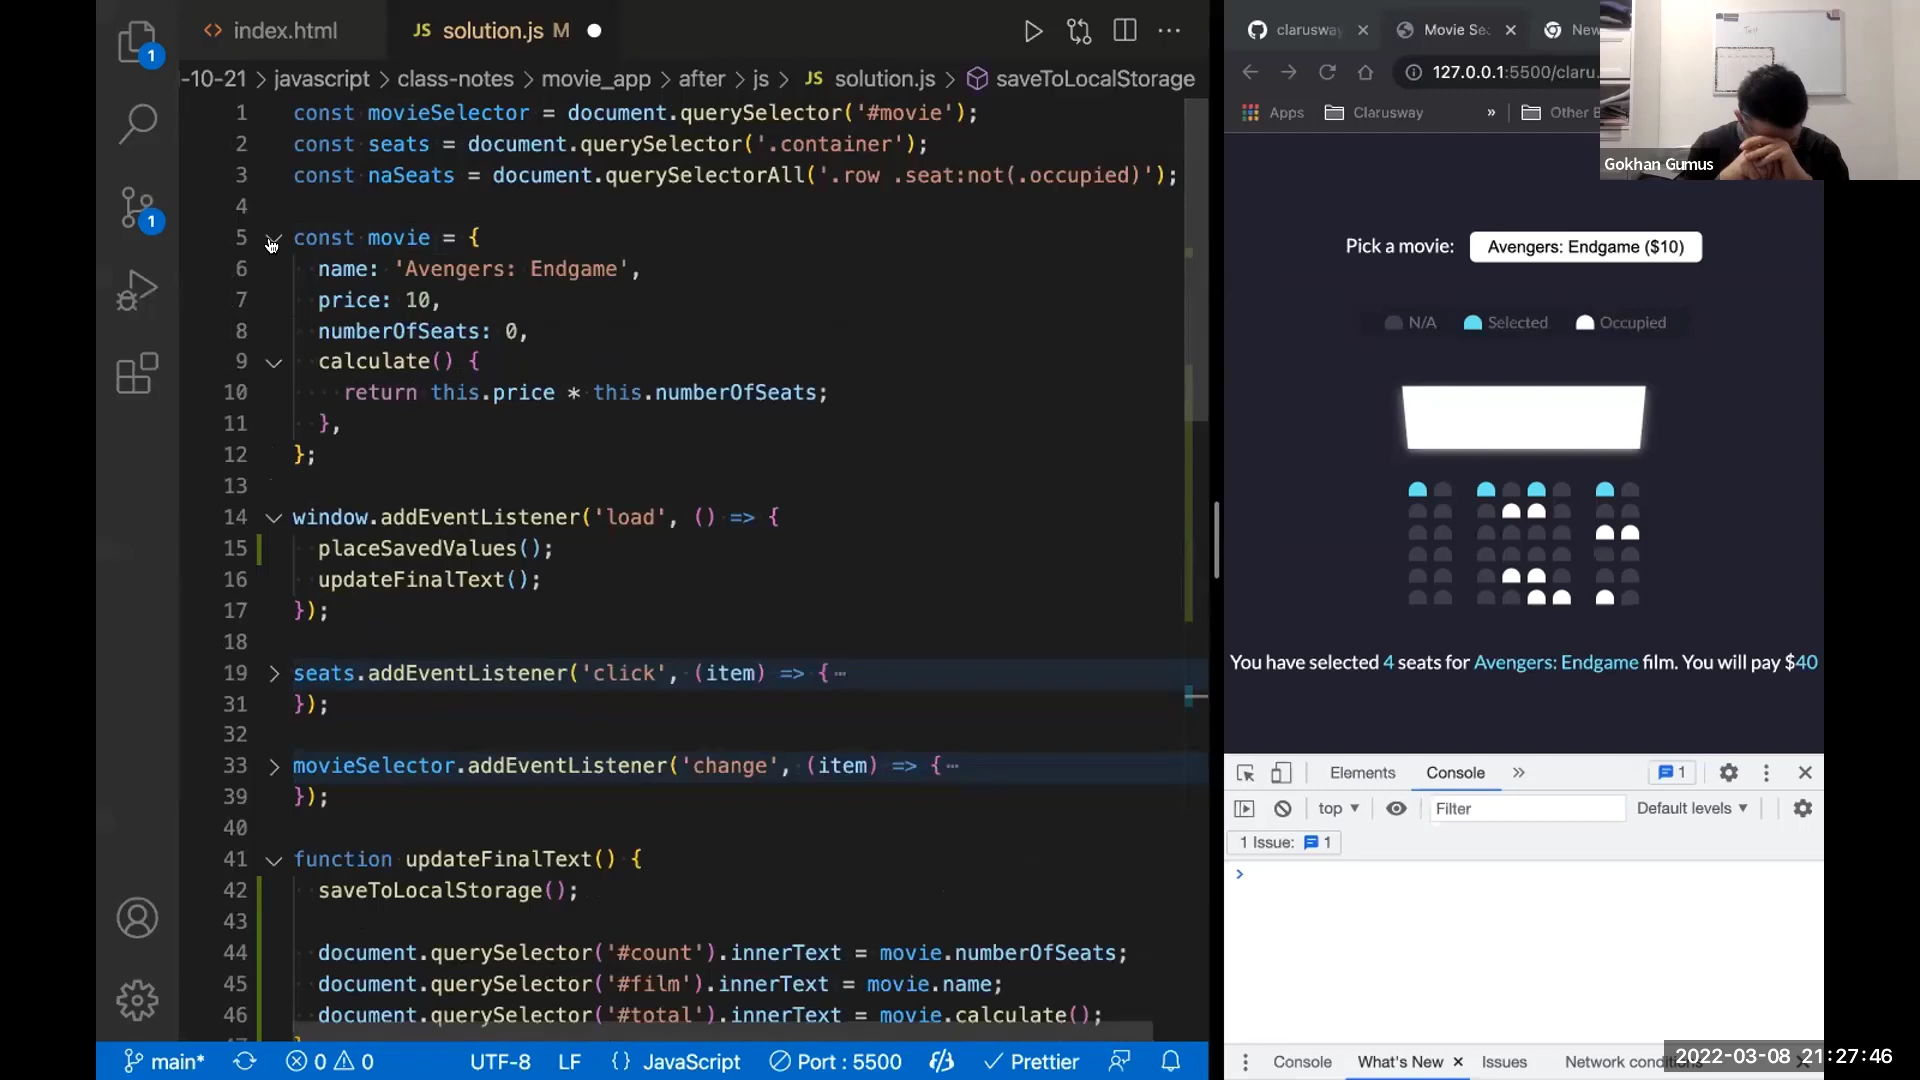 index.html
JS solution.js M
-10-21 > javascript > class-notes > movie_app > after > js > JS solution.js > saveToLocalStorage
1 const movieSelector = document.querySelector('#movie');
2 const seats = document.querySelector('.container');
3 const naSeats = document.querySelectorAll('.row .seat:not(.occupied)');
4
5 const movie = {
6 name: 'Avengers: Endgame',
7 price: 10,
8 numberOfSeats: 0,
9 calculate() {
10 return this.price * this.numberOfSeats;
11 },
12 };
13
14 window.addEventListener('load', () => {
15 placeSavedValues();
16 updateFinalText();
17 });
18
19 seats.addEventListener('click', (item) => {
31 });
32
33 movieSelector.addEventListener('change', (item) => {
39 });
40
41 function updateFinalText() {
42 saveToLocalStorage();
43
44 document.querySelector('#count').innerText = movie.numberOfSeats;
45 document.querySelector('#film').innerText = movie.name;
46 document.querySelector('#total').innerText = movie.calculate();
1
1
main* 0 0 UTF-8 LF {} JavaScript Port : 5500 Prettier
clarusway Movie Se New
127.0.0.1:5500/claru
Apps Clarusway » Other
Gokhan Gumus
Pick a movie: Avengers: Endgame ($10)
N/A Selected Occupied
You have selected 4 seats for Avengers: Endgame film. You will pay $40
Elements Console » 1
top Filter Default levels
1 Issue: 1
>
Console What's New Issues Network condi
2022-03-08 21:27:46